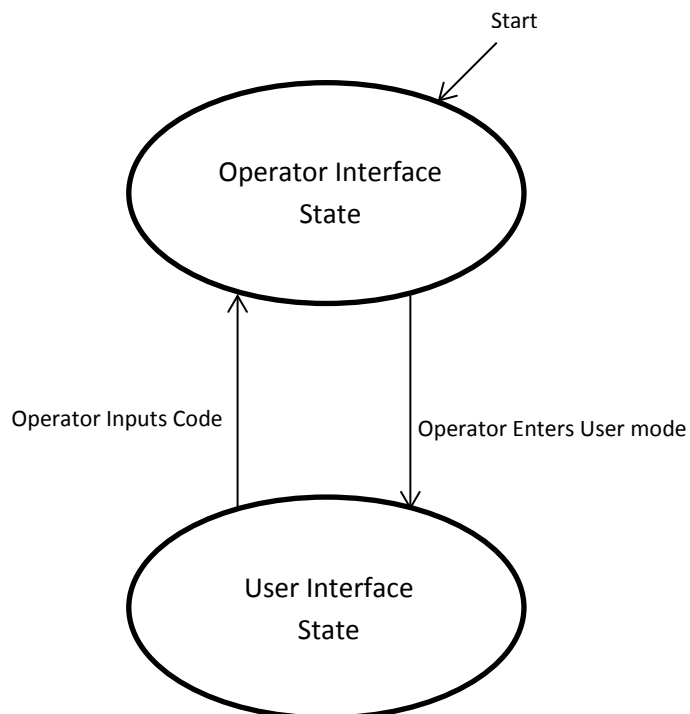 Start
Operator Interface
State
Operator Inputs Code
Operator Enters User mode
User Interface
State